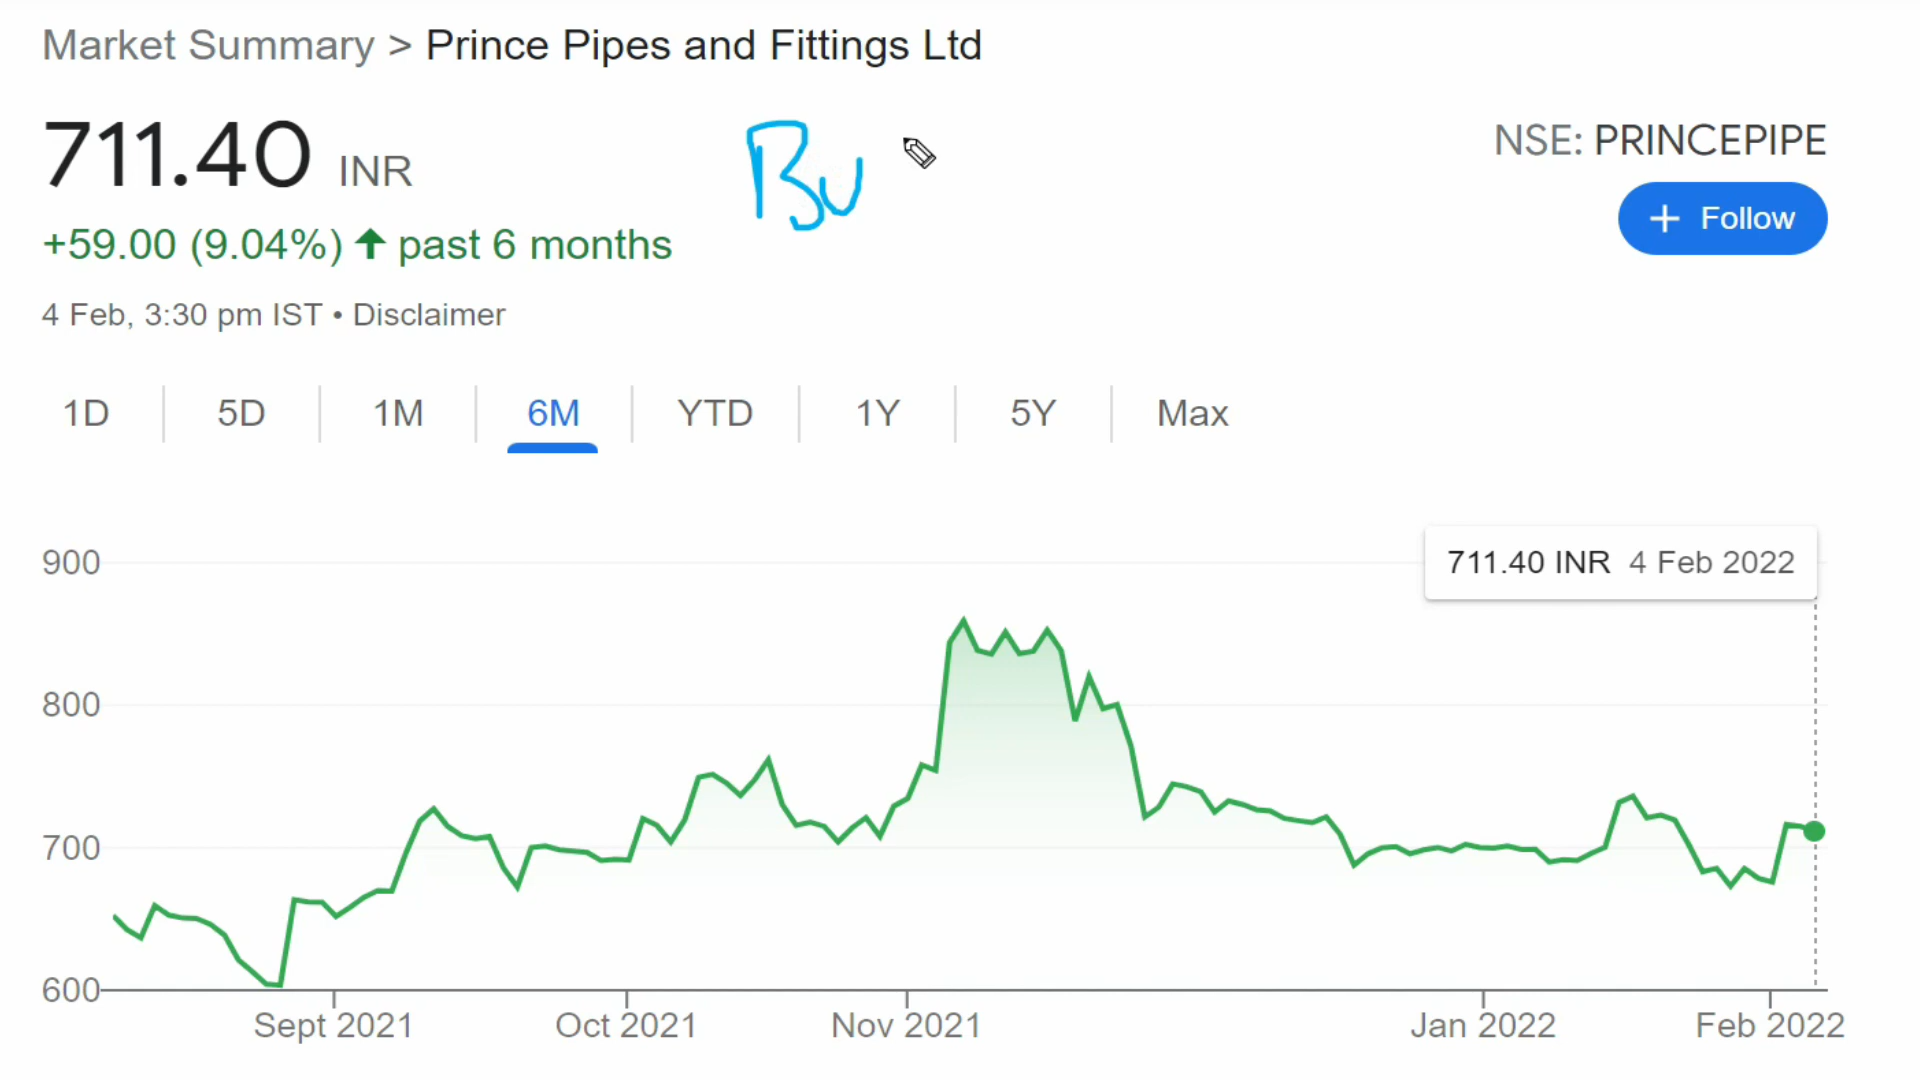 Market Summary > Prince Pipes and Fittings Ltd
711.40 INR
Bu
NSE: PRINCEPIPE
+ Follow
+59.00 (9.04%) ↑ past 6 months
4 Feb, 3:30 pm IST • Disclaimer
1D 5D 1M 6M YTD 1Y 5Y Max
711.40 INR 4 Feb 2022
900
800
700
600
Sept 2021 Oct 2021 Nov 2021 Jan 2022 Feb 2022